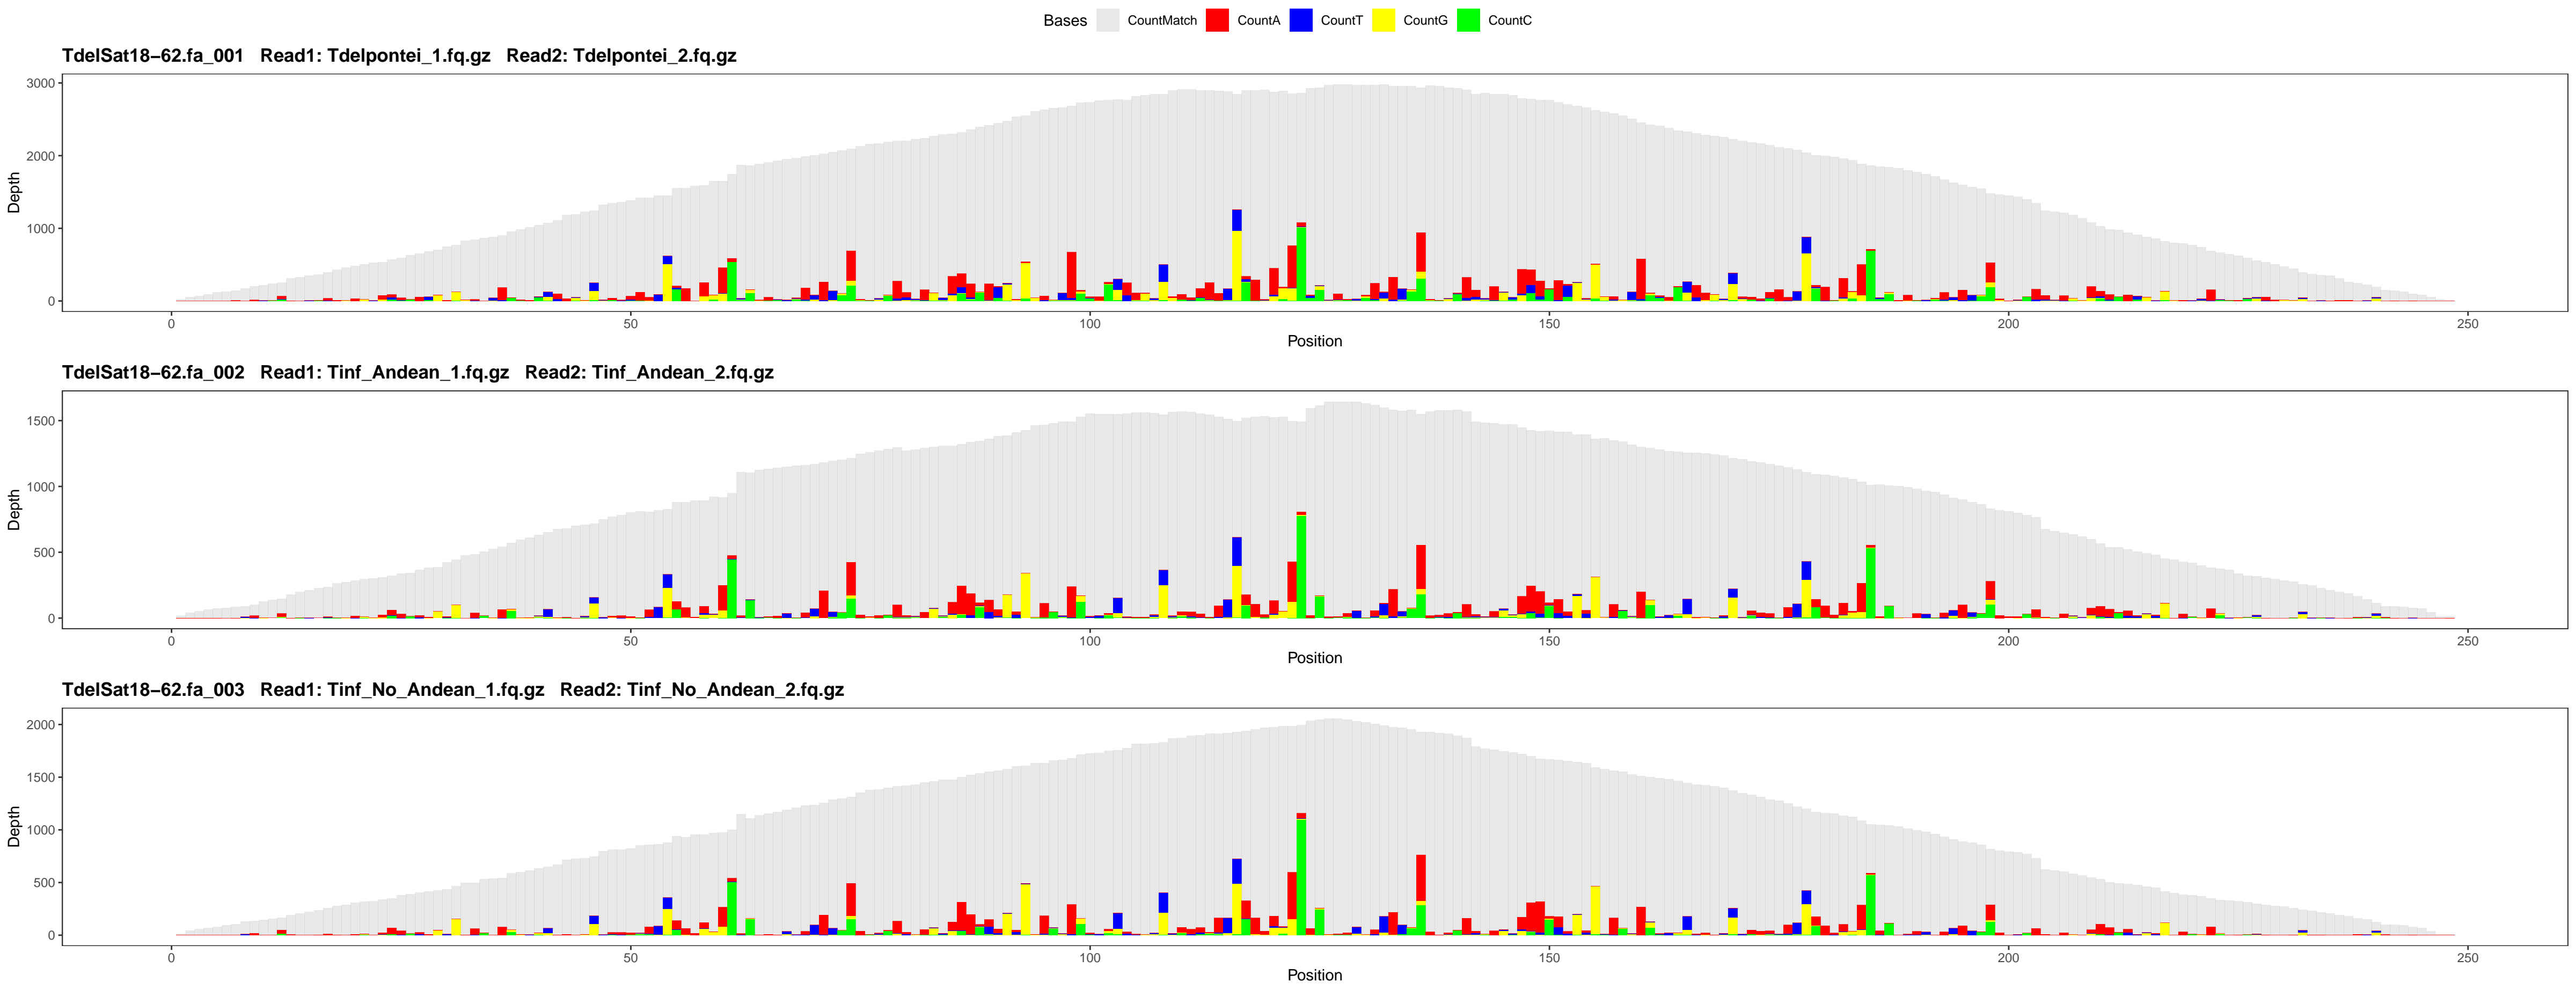 Bases CountMatch CountA CountT CountG CountC
TdelSat18−62.fa_001 Read1: Tdelpontei_1.fq.gz Read2: Tdelpontei_2.fq.gz
3000
2000
1000
0
Depth
0 50 100 150 200 250
Position
TdelSat18−62.fa_002 Read1: Tinf_Andean_1.fq.gz Read2: Tinf_Andean_2.fq.gz
1500
1000
500
0
Depth
0 50 100 150 200 250
Position
TdelSat18−62.fa_003 Read1: Tinf_No_Andean_1.fq.gz Read2: Tinf_No_Andean_2.fq.gz
2000
1500
1000
500
0
Depth
0 50 100 150 200 250
Position